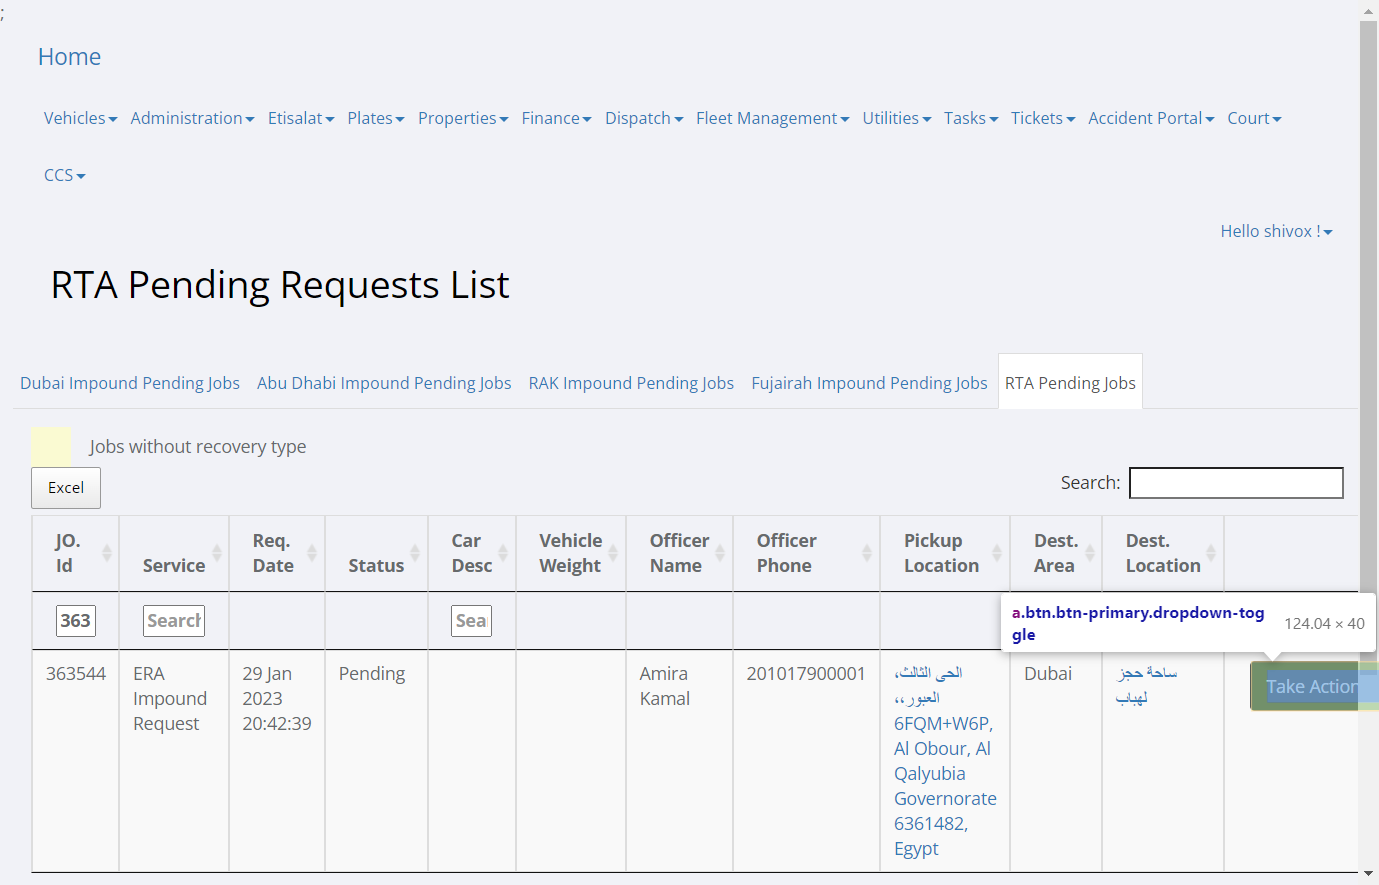 ;
Home
Vehicles Administration Etisalat Plates Properties Finance Dispatch Fleet Management Utilities Tasks Tickets Accident Portal Court
CCS
Hello shivox !
RTA Pending Requests List
Dubai Impound Pending Jobs Abu Dhabi Impound Pending Jobs RAK Impound Pending Jobs Fujairah Impound Pending Jobs RTA Pending Jobs
Jobs without recovery type
Excel
Search:
JO. Id
Service
Req. Date
Status
Car Desc
Vehicle Weight
Officer Name
Officer Phone
Pickup Location
Dest. Area
Dest. Location
363
Search
Sea
a.btn.btn-primary.dropdown-tog
gle
124.04 × 40
363544
ERA
Impound
Request
29 Jan
2023
20:42:39
Pending
Amira
Kamal
201017900001
الحى الثالث،
العبور،،
6FQM+W6P,
Al Obour, Al
Qalyubia
Governorate
6361482,
Egypt
Dubai
ساحة حجز
لهباب
Take Action